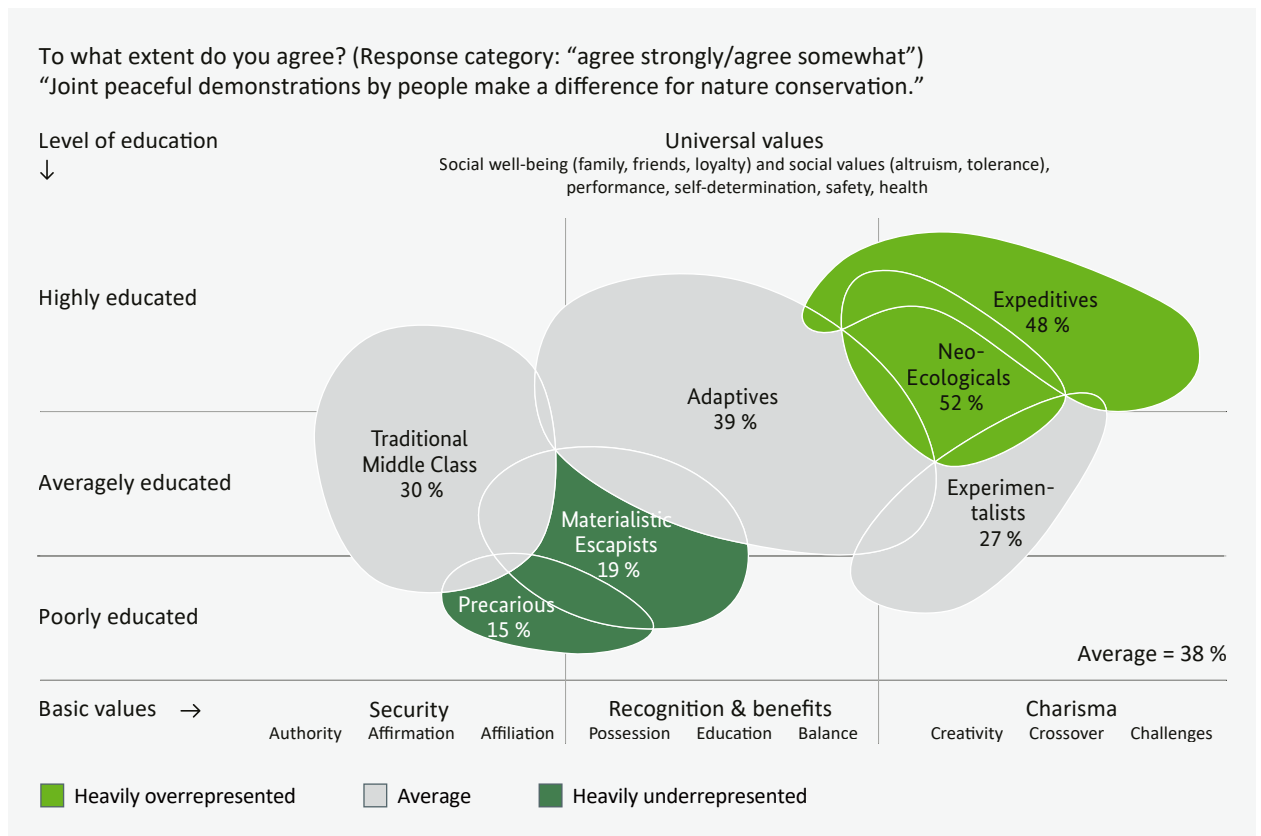 To what extent do you agree? (Response category: “agree strongly/agree somewhat”)
“Joint peaceful demonstrations by people make a difference for nature conservation.”
Level of education
↓
Universal values
Social well-being (family, friends, loyalty) and social values (altruism, tolerance),
performance, self-determination, safety, health
Highly educated
Expeditives
48 %
Neo-
Ecologicals
52 %
Adaptives
39 %
Traditional
Middle Class
30 %
Averagely educated
Experimen-
talists
27 %
Materialistic
Escapists
19 %
Precarious
15 %
Poorly educated
Average = 38 %
Basic values →
Security
Recognition & benefits
Charisma
Authority Affirmation Affiliation Possession Education Balance Creativity Crossover Challenges
Heavily overrepresented Average Heavily underrepresented